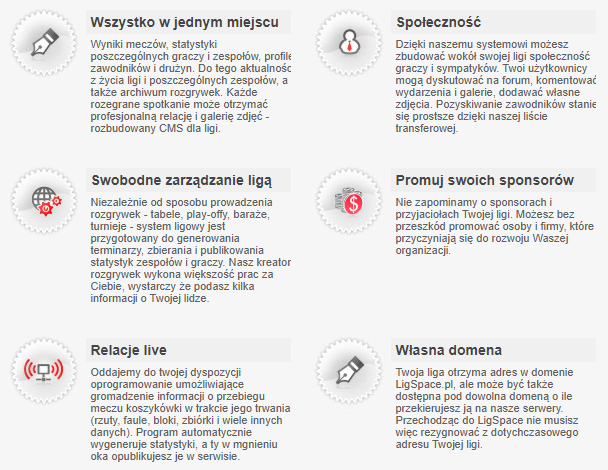 Wszystko w jednym miejscu
Wyniki meczów, statystyki
poszczególnych graczy i zespołów, profile
zawodników i drużyn. Do tego aktualności
z życia ligi i poszczególnych zespołów, a
także archiwum rozgrywek. Każde
rozegrane spotkanie może otrzymać
profesjonalną relację i galerię zdjęć -
rozbudowany CMS dla ligi.
Społeczność
Dzięki naszemu systemowi możesz
zbudować wokół swojej ligi społeczność
graczy i sympatyków. Twoi użytkownicy
mogą dyskutować na forum, komentować
wydarzenia i galerie, dodawać własne
zdjęcia. Pozyskiwanie zawodników stanie
się prostsze dzięki naszej liście
transferowej.
Swobodne zarządzanie ligą
Niezależnie od sposobu prowadzenia
rozgrywek - tabele, play-off, baraże,
turnieje - system ligowy jest
przygotowany do generowania
terminarzy, zbierania i publikowania
statystyk zespołów i graczy. Nasz kreator
rozgrywek wykona większość prac za
Ciebie, wystarczy że podasz kilka
informacji o Twojej lidze.
Promuj swoich sponsorów
Nie zapominamy o sponsorach i
przyjaciołach Twojej ligi. Możesz bez
przeszkód promować osoby i firmy, które
przyczyniają się do rozwoju Waszej
organizacji.
Relacje live
Oddajemy do twojej dyspozycji
oprogramowanie umożliwiające
gromadzenie informacji o przebiegu
meczu koszykówki w trakcie jego trwania
(rzuty, faule, bloki, zbiórki i wiele innych
danych). Program automatycznie
wygeneruje statystyki, a ty w mgnieniu
oka opublikujesz je w serwisie.
Własna domena
Twoja liga otrzyma adres w domenie
LigSpace.pl, ale może być także
dostępna pod dowolna domeną o ile
przekierujesz ją na nasze serwery.
Przechodząc do LigSpace nie musisz
więc rezygnować z dotychczasowego
adresu Twojej ligi.